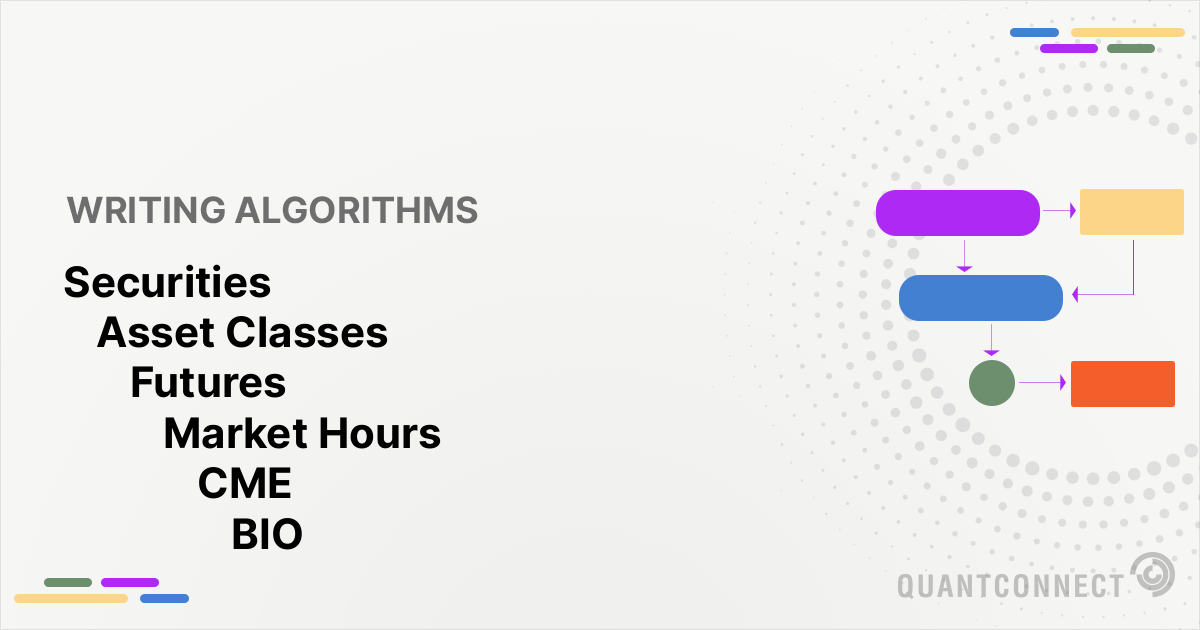 WRITING ALGORITHMS
Securities
Asset Classes
Futures
Market Hours
CME
BIO
QUANTCONNECT